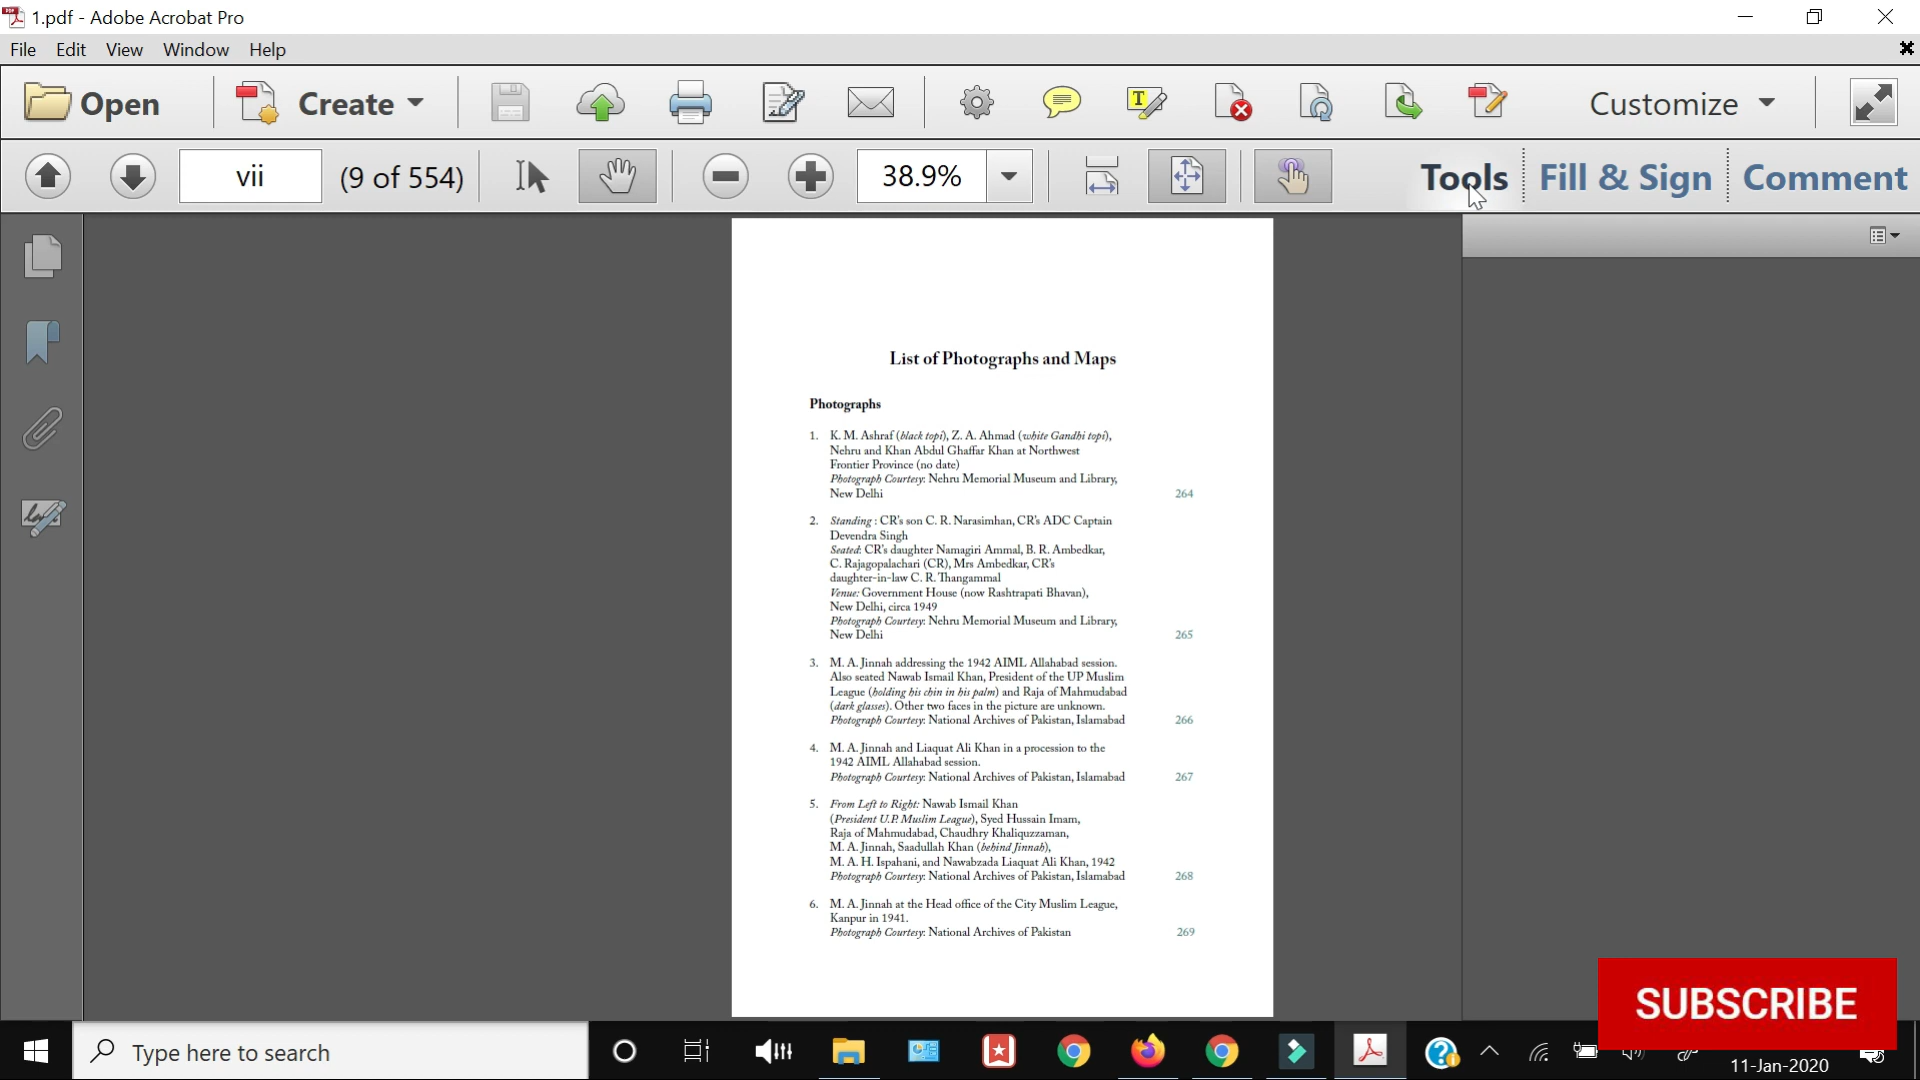 1.pdf - Adobe Acrobat Pro
File Edit View Window Help
Open Create Customize
vii (9 of 554) 38.9% Tools Fill & Sign Comment
List of Photographs and Maps
Photographs
1. K. M. Ashraf (black topi), Z. A. Ahmad (white Gandhi topi),
Nehru and Khan Abdul Ghaffar Khan at Northwest
Frontier Province (no date)
Photograph Courtesy: Nehru Memorial Museum and Library,
New Delhi 264
2. Standing : CR's son C. R. Narasimhan, CR's ADC Captain
Devendra Singh
Seated: CR's daughter Namagiri Ammal, B. R. Ambedkar,
C. Rajagopalachari (CR), Mrs Ambedkar, CR's
daughter-in-law C. R. Thangammal
Venue: Government House (now Rashtrapati Bhavan),
New Delhi, circa 1949
Photograph Courtesy: Nehru Memorial Museum and Library,
New Delhi 265
3. M. A. Jinnah addressing the 1942 AIML Allahabad session.
Also seated Nawab Ismail Khan, President of the UP Muslim
League (holding his chin in his palm) and Raja of Mahmudabad
(dark glasses). Other two faces in the picture are unknown.
Photograph Courtesy: National Archives of Pakistan, Islamabad 266
4. M. A. Jinnah and Liaquat Ali Khan in a procession to the
1942 AIML Allahabad session.
Photograph Courtesy: National Archives of Pakistan, Islamabad 267
5. From Left to Right: Nawab Ismail Khan
(President U.P. Muslim League), Syed Hussain Imam,
Raja of Mahmudabad, Chaudhry Khaliquzzaman,
M. A. Jinnah, Saadullah Khan (behind Jinnah),
M. A. H. Ispahani, and Nawabzada Liaquat Ali Khan, 1942
Photograph Courtesy: National Archives of Pakistan, Islamabad 268
6. M. A. Jinnah at the Head office of the City Muslim League,
Kanpur in 1941.
Photograph Courtesy: National Archives of Pakistan 269
SUBSCRIBE
Type here to search
11-Jan-2020